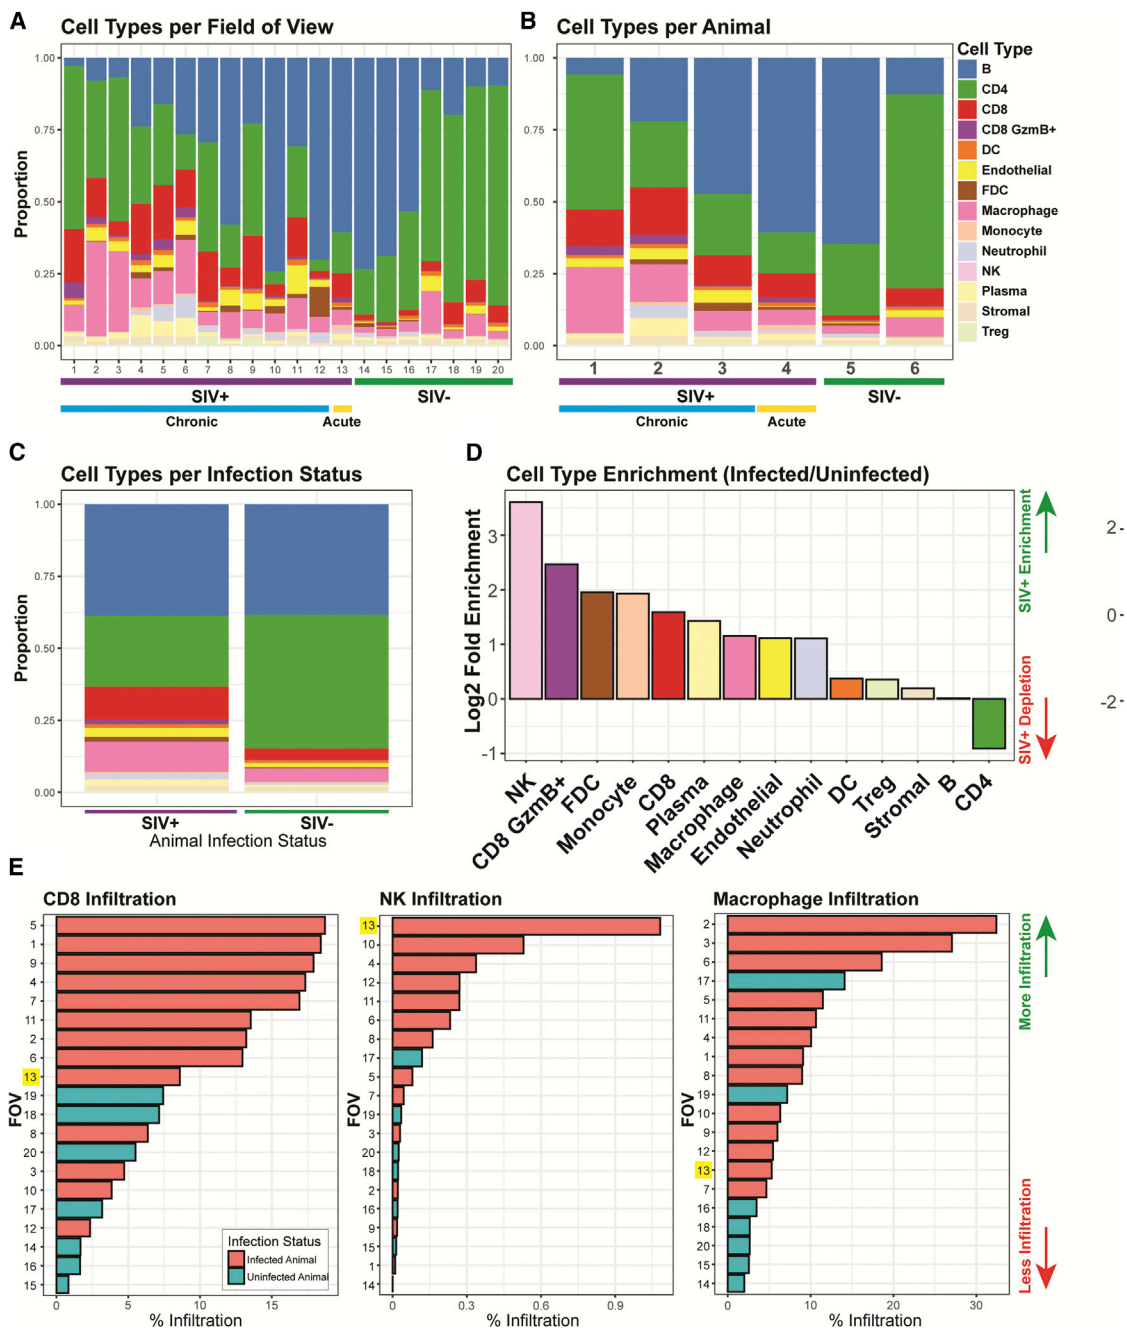 A
Cell Types per Field of View
Proportion
1.00
0.75
0.50
0.25
0.00
1 2 3 4 5 6 7 8 9 10 11 12 13 14 15 16 17 18 19 20
SIV+
SIV-
Chronic
Acute
B
Cell Types per Animal
1.00
0.75
0.50
0.25
0.00
1 2 3 4 5 6
SIV+
SIV-
Chronic
Acute
Cell Type
B
CD4
CD8
CD8 GzmB+
DC
Endothelial
FDC
Macrophage
Monocyte
Neutrophil
NK
Plasma
Stromal
Treg
C
Cell Types per Infection Status
Proportion
1.00
0.75
0.50
0.25
0.00
SIV+
SIV-
Animal Infection Status
D
Cell Type Enrichment (Infected/Uninfected)
Log2 Fold Enrichment
3
2
1
0
-1
NK
CD8 GzmB+
FDC
Monocyte
CD8
Plasma
Macrophage
Endothelial
Neutrophil
DC
Treg
Stromal
B
CD4
SIV+ Enrichment
SIV+ Depletion
2
0
-2
E
CD8 Infiltration
FOV
5
1
9
4
7
11
2
6
13
19
18
8
20
3
10
17
12
14
16
15
0 5 10 15
% Infiltration
Infection Status
Infected Animal
Uninfected Animal
NK Infiltration
FOV
13
10
4
12
11
6
8
17
5
7
19
3
20
18
2
16
9
15
1
14
0 0.3 0.6 0.9
% Infiltration
Macrophage Infiltration
FOV
2
3
6
17
5
11
4
1
8
19
10
9
12
13
7
16
18
20
15
14
0 10 20 30
% Infiltration
More Infiltration
Less Infiltration